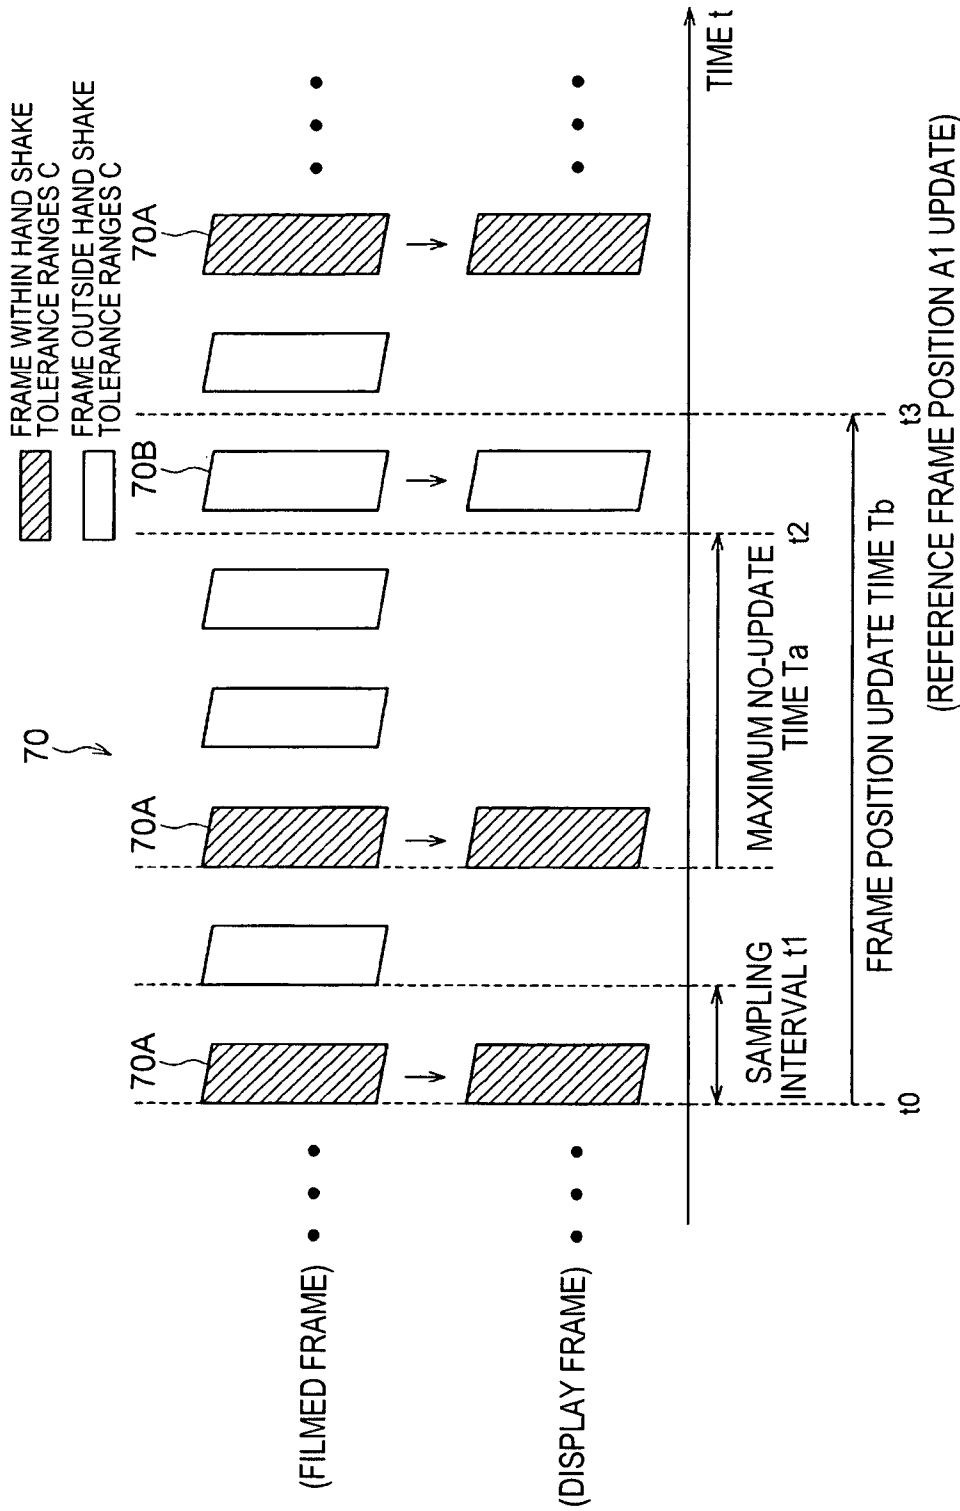 FRAME WITHIN HAND SHAKE
TOLERANCE RANGES C
FRAME OUTSIDE HAND SHAKE
TOLERANCE RANGES C
70
70A
70A
70B
70A
(FILMED FRAME)
(DISPLAY FRAME)
TIME t
SAMPLING
INTERVAL t1
MAXIMUM NO-UPDATE
TIME Ta
t2
FRAME POSITION UPDATE TIME Tb
t0
t3
(REFERENCE FRAME POSITION A1 UPDATE)